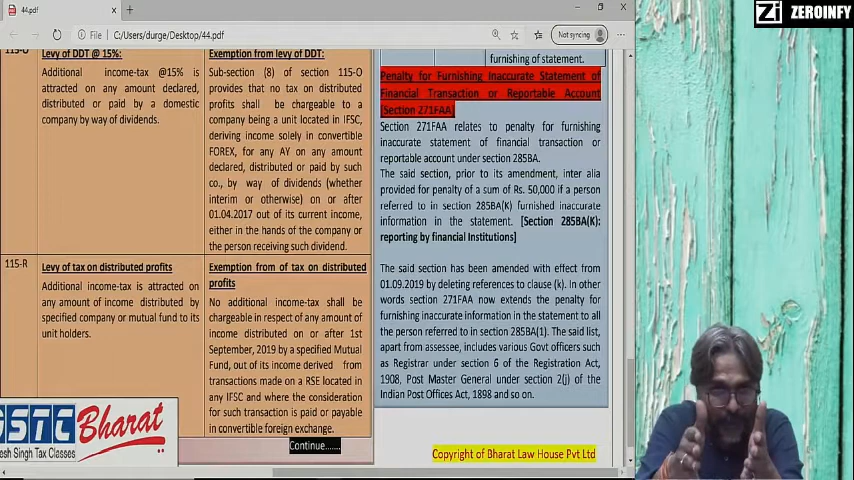 44.pdf
File
C:/Users/durge/Desktop/44.pdf
Not syncing
ZEROINFY
115-O
Levy of DDT @ 15%:
Additional income-tax @15% is
attracted on any amount declared,
distributed or paid by a domestic
company by way of dividends.
Exemption from levy of DDT:
Sub-section (8) of section 115-O
provides that no tax on distributed
profits shall be chargeable to a
company being a unit located in IFSC,
deriving income solely in convertible
FOREX, for any AY on any amount
declared, distributed or paid by such
co., by way of dividends (whether
interim or otherwise) on or after
01.04.2017 out of its current income,
either in the hands of the company or
the person receiving such dividend.
115-R
Levy of tax on distributed profits
Additional income-tax is attracted on
any amount of income distributed by
specified company or mutual fund to its
unit holders.
Exemption from of tax on distributed
profits
No additional income-tax shall be
chargeable in respect of any amount of
income distributed on or after 1st
September, 2019 by a specified Mutual
Fund, out of its income derived from
transactions made on a RSE located in
any IFSC and where the consideration
for such transaction is paid or payable
in convertible foreign exchange.
Continue.......
furnishing of statement.
Penalty for Furnishing Inaccurate Statement of
Financial Transaction or Reportable Account
[Section 271FAA]
Section 271FAA relates to penalty for furnishing
inaccurate statement of financial transaction or
reportable account under section 285BA.
The said section, prior to its amendment, inter alia
provided for penalty of a sum of Rs. 50,000 if a person
referred to in section 285BA(K) furnished inaccurate
information in the statement. [Section 285BA(K):
reporting by financial Institutions]
The said section has been amended with effect from
01.09.2019 by deleting references to clause (k). In other
words section 271FAA now extends the penalty for
furnishing inaccurate information in the statement to all
the person referred to in section 285BA(1). The said list,
apart from assessee, includes various Govt officers such
as Registrar under section 6 of the Registration Act,
1908, Post Master General under section 2(j) of the
Indian Post Offices Act, 1898 and so on.
Copyright of Bharat Law House Pvt Ltd
GSTC Bharat
esh Singh Tax Classes